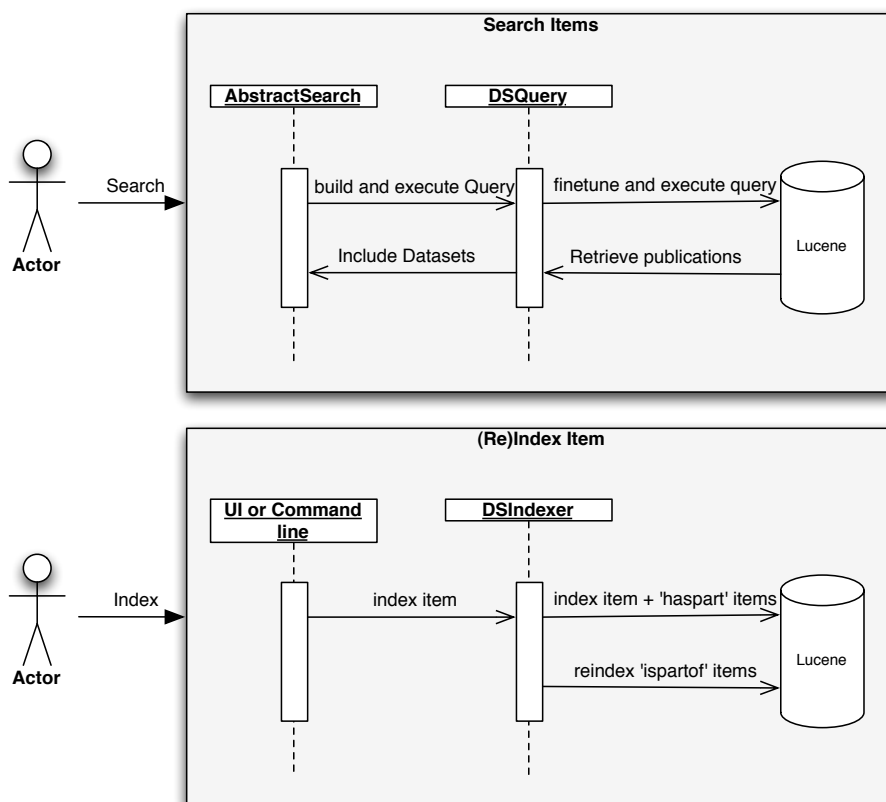 Search Items
AbstractSearch
DSQuery
Search
build and execute Query
finetune and execute query
Include Datasets
Retrieve publications
Lucene
Actor
(Re)Index Item
UI or Command
line
DSIndexer
Index
index item
index item + 'haspart' items
reindex 'ispartof' items
Lucene
Actor